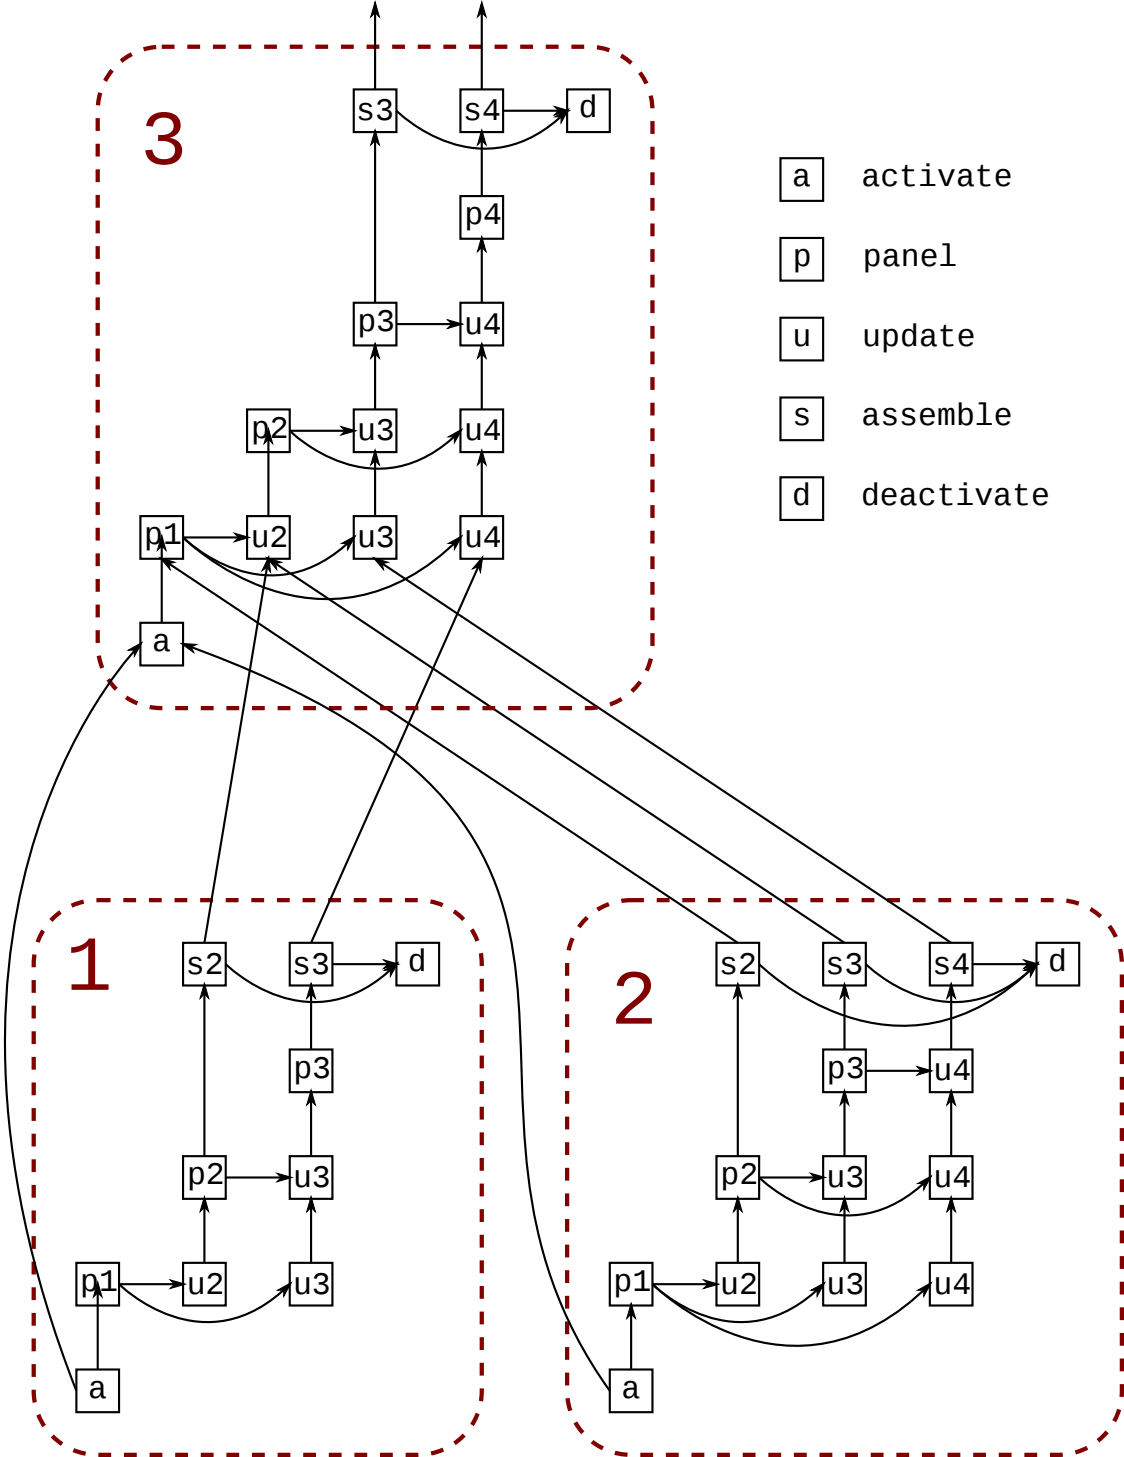 s3 s4 d
3
a activate
p4
p panel
p3 u4
u update
p2 u3 u4
s assemble
d deactivate
p1 u2 u3 u4
a
1
s2 s3 d
2
s2 s3 s4 d
p3
p3 u4
p2 u3
p2 u3 u4
p1 u2 u3
p1 u2 u3 u4
a
a